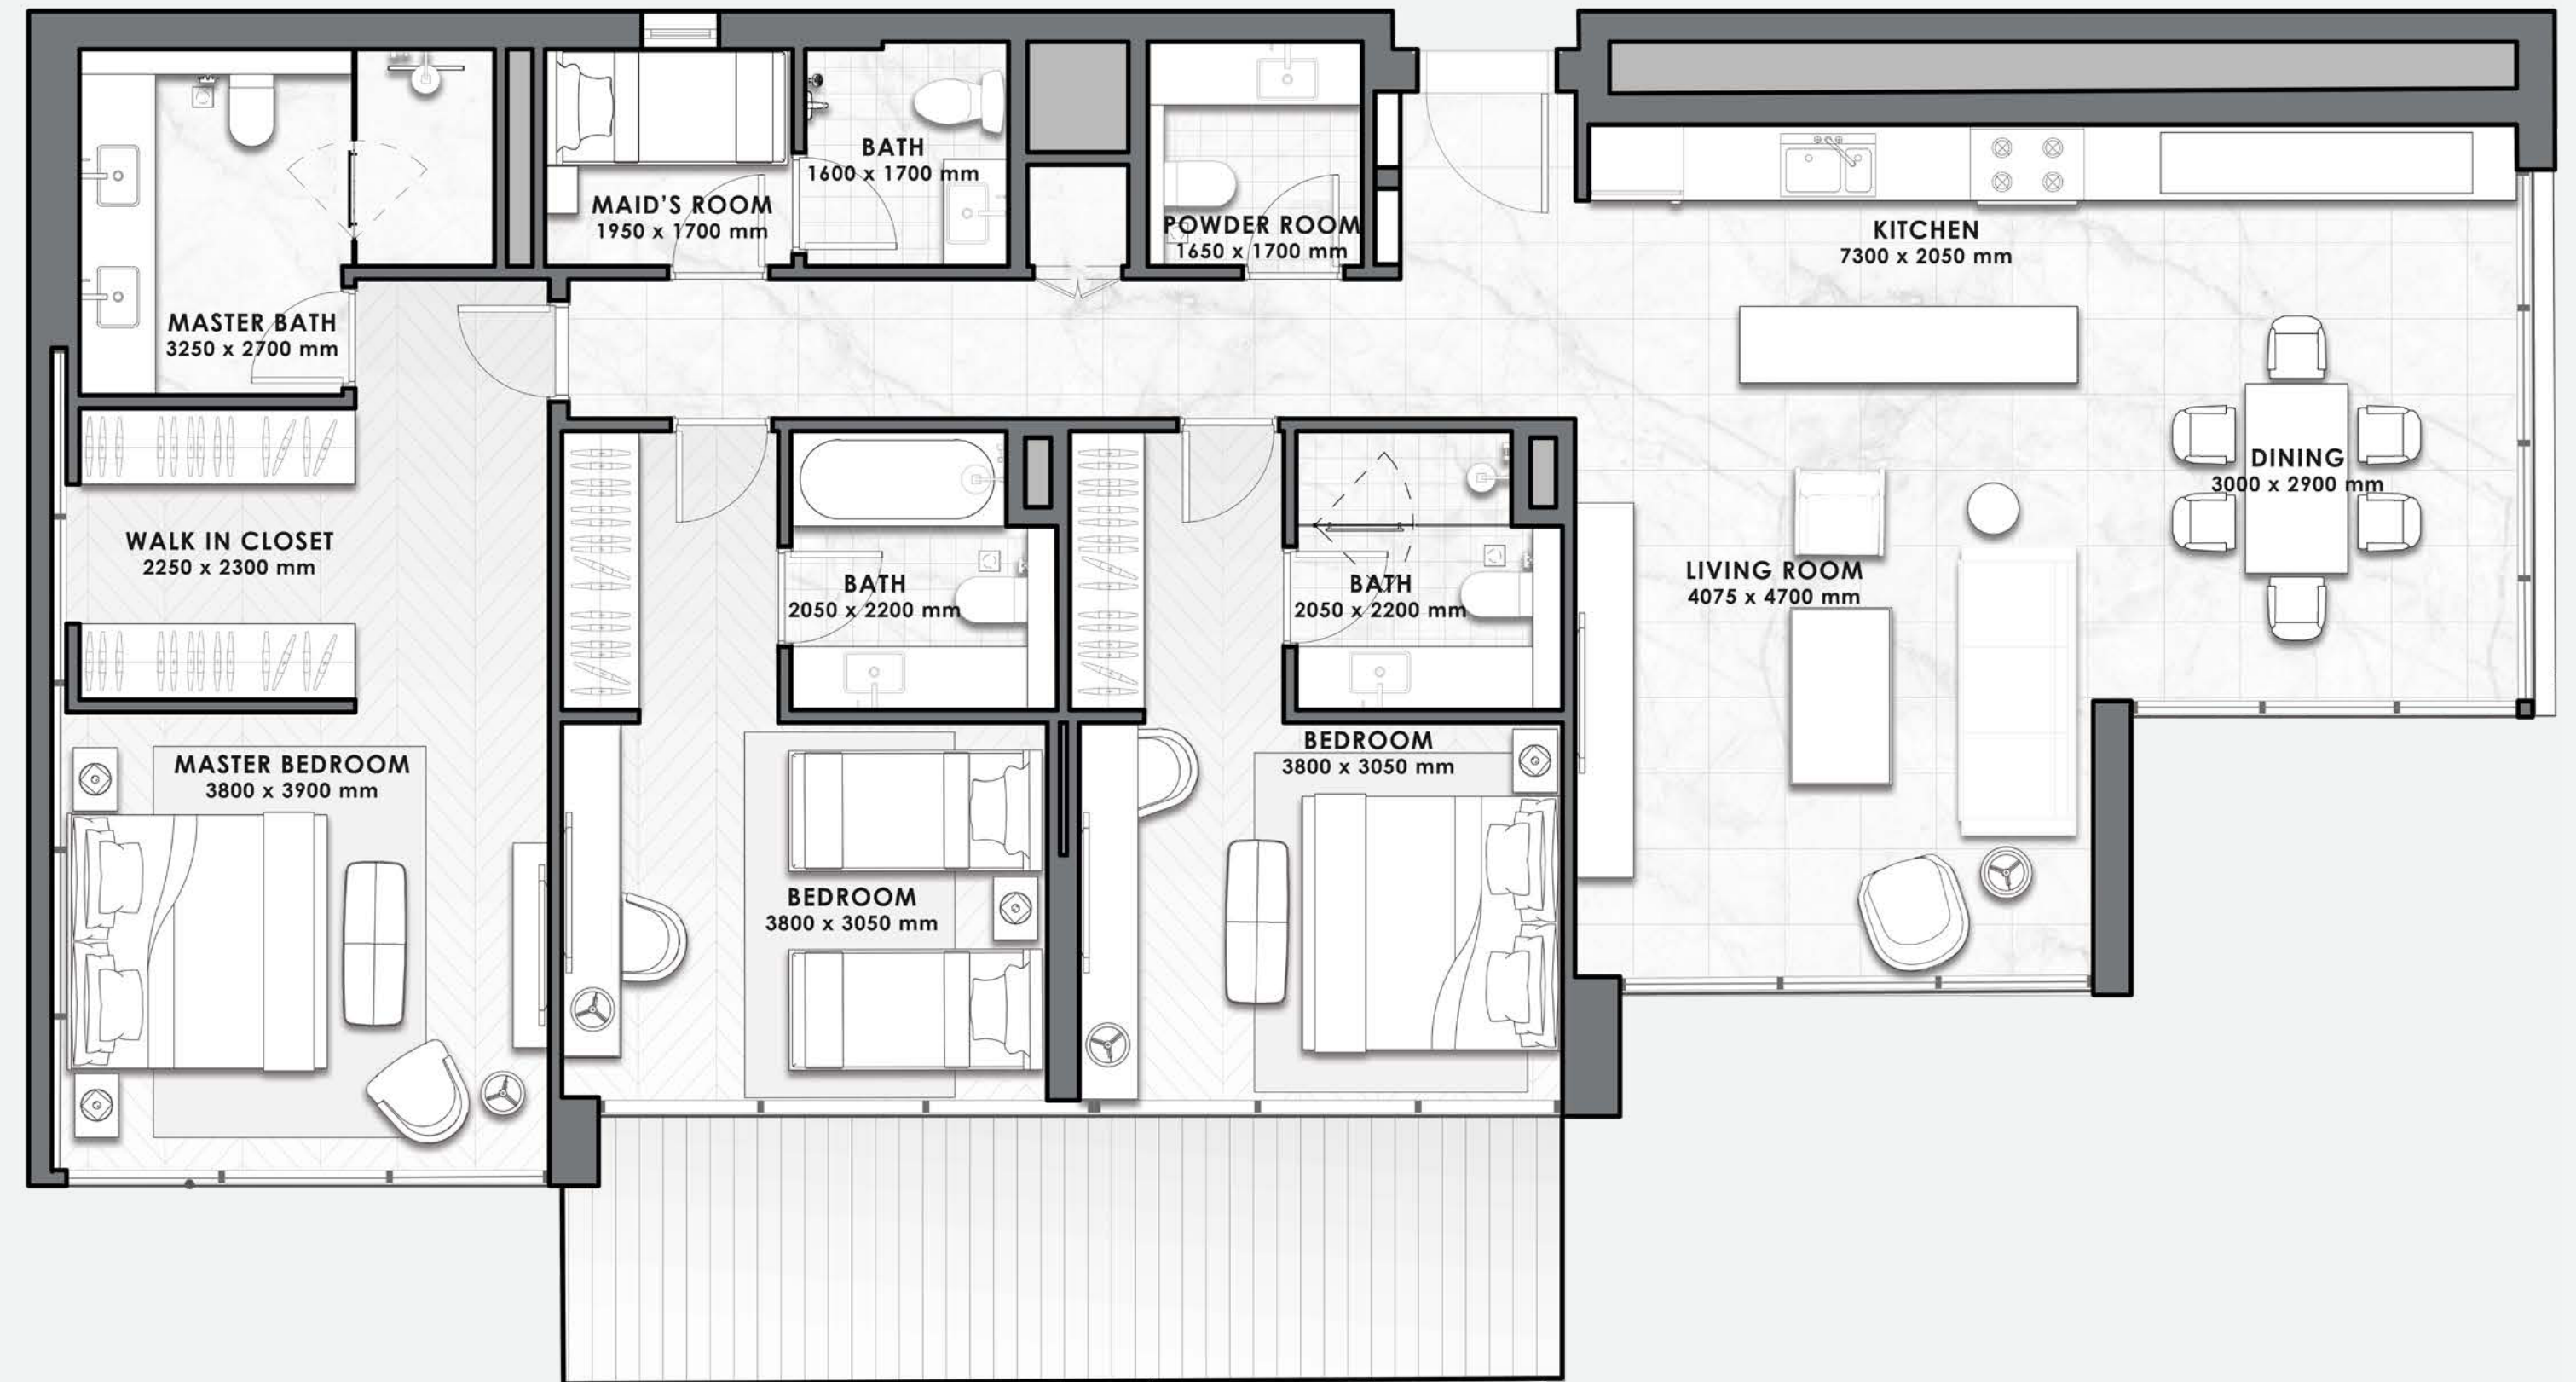 BATH
1600 x 1700 mm
MAID'S ROOM
1950 x 1700 mm
POWDER ROOM
1650 x 1700 mm
KITCHEN
7300 x 2050 mm
MASTER BATH
3250 x 2700 mm
DINING
3000 x 2900 mm
WALK IN CLOSET
2250 x 2300 mm
BATH
2050 x 2200 mm
BATH
2050 x 2200 mm
LIVING ROOM
4075 x 4700 mm
MASTER BEDROOM
3800 x 3900 mm
BEDROOM
3800 x 3050 mm
BEDROOM
3800 x 3050 mm